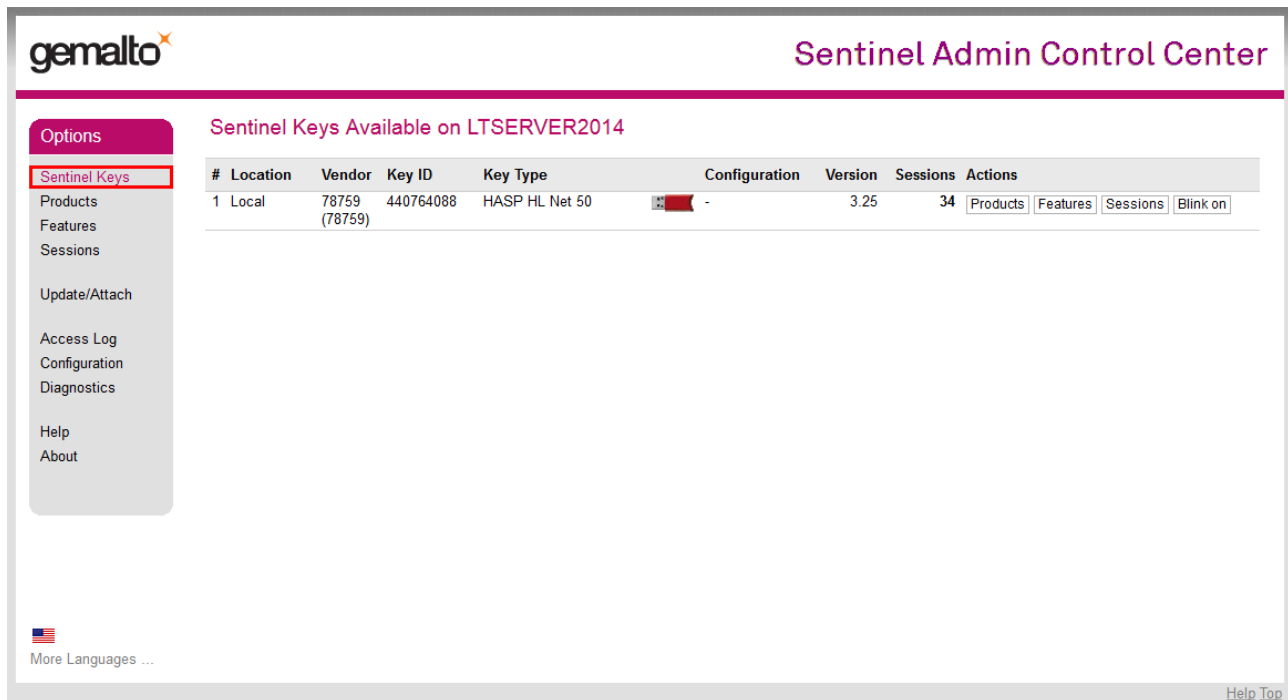 gemalto
Sentinel Admin Control Center
Options
Sentinel Keys
Products
Features
Sessions
Update/Attach
Access Log
Configuration
Diagnostics
Help
About
Sentinel Keys Available on LTSERVER2014
# Location Vendor Key ID Key Type Configuration Version Sessions Actions
1 Local 78759 440764088 HASP HL Net 50 - 3.25 34 Products Features Sessions Blink on
(78759)
More Languages ...
Help Top